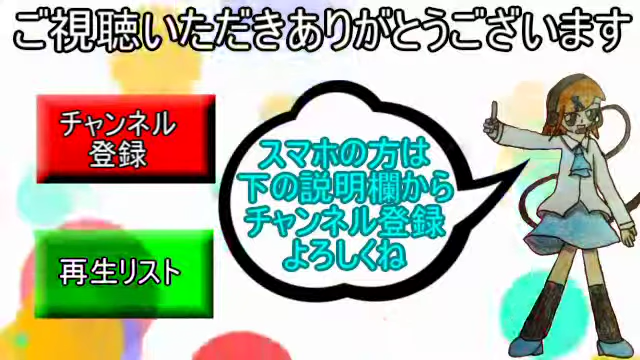 ご視聴いただきありがとうございます
チャンネル
登録
スマホの方は
下の説明欄から
チャンネル登録
よろしくね
再生リスト